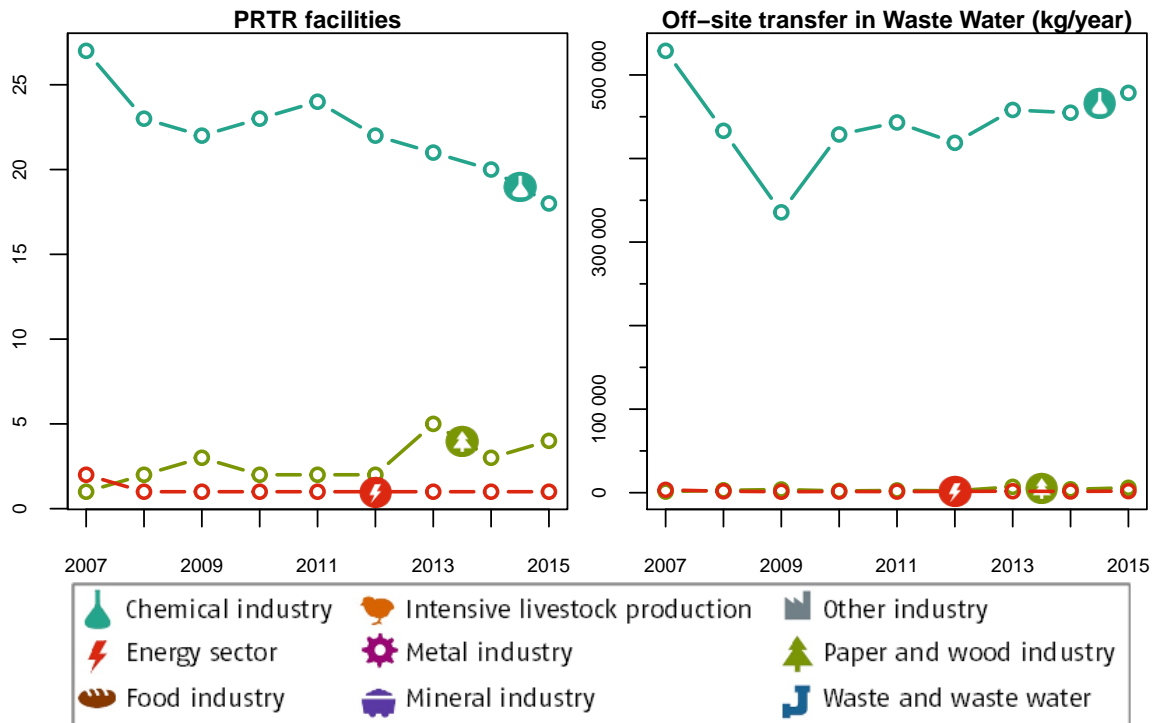 PRTR facilities
Off−site transfer in Waste Water (kg/year)
25
20
15
10
5
0
500 000
300 000
100 000
0
2007 2009 2011 2013 2015
2007 2009 2011 2013 2015
Chemical industry Intensive livestock production Other industry
Energy sector Metal industry Paper and wood industry
Food industry Mineral industry Waste and waste water